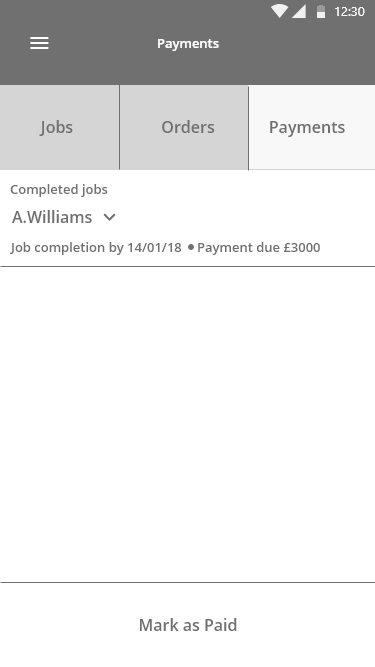 12:30
Payments
Jobs Orders Payments
Completed jobs
A.Williams
Job completion by 14/01/18 ● Payment due £3000
Mark as Paid